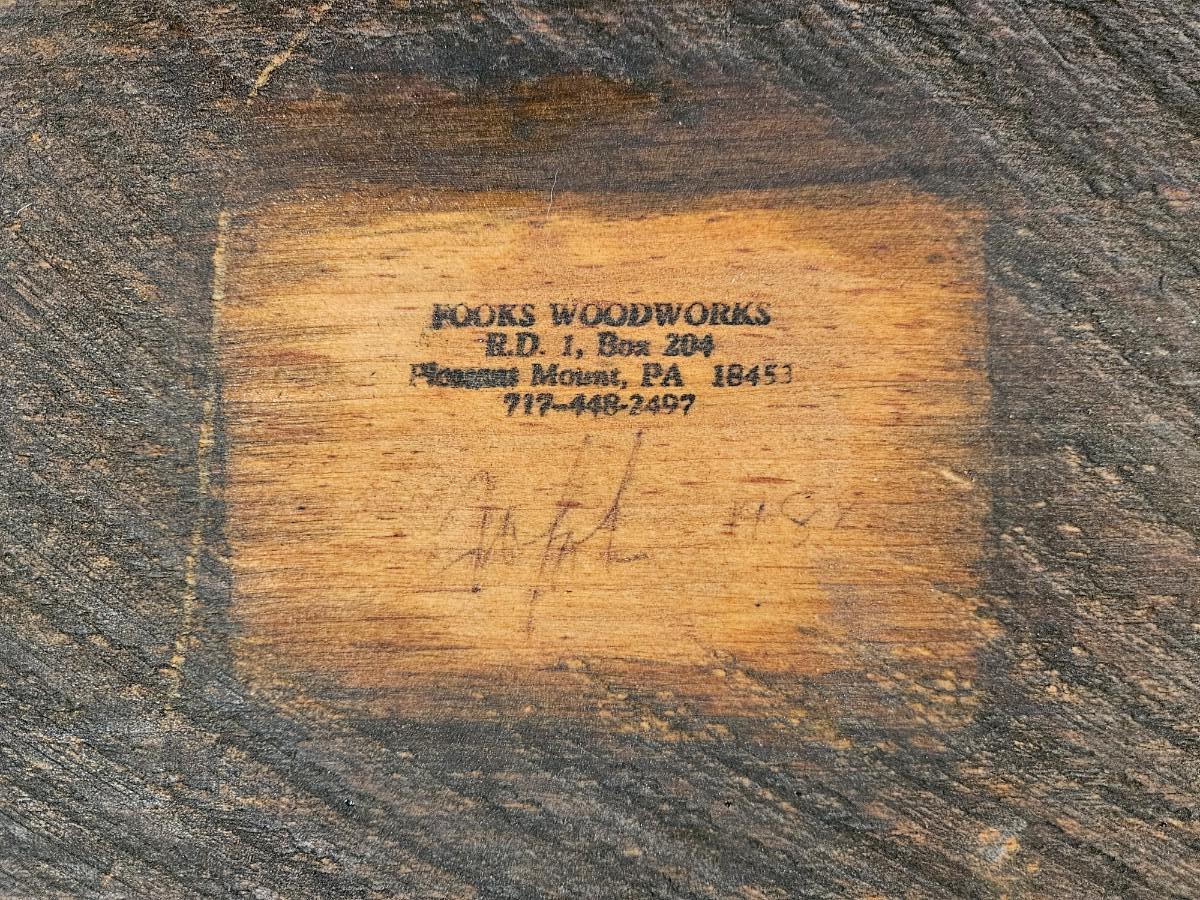 FOOKS WOODWORKS
R.D. 1, Box 204
Pleasant Mount, PA 18453
717-448-2497